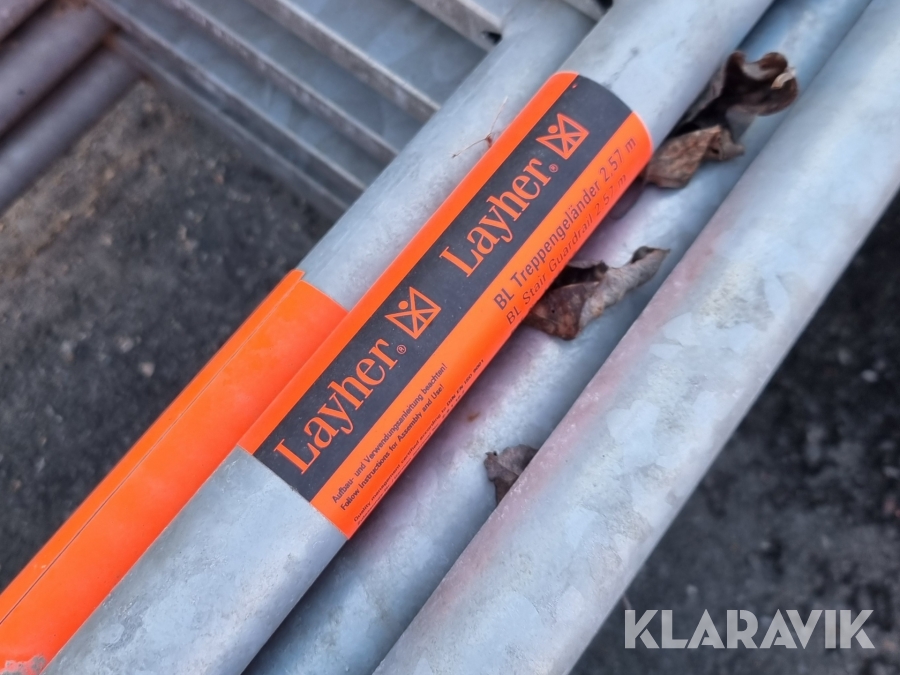 Layher® Layher®
BL Treppengeländer 2,57 m
BL Stair Guardrail 2,57 m
Aufbau- und Verwendungsanleitung beachten!
Follow Instructions for Assembly and Use!
KLARAVIK